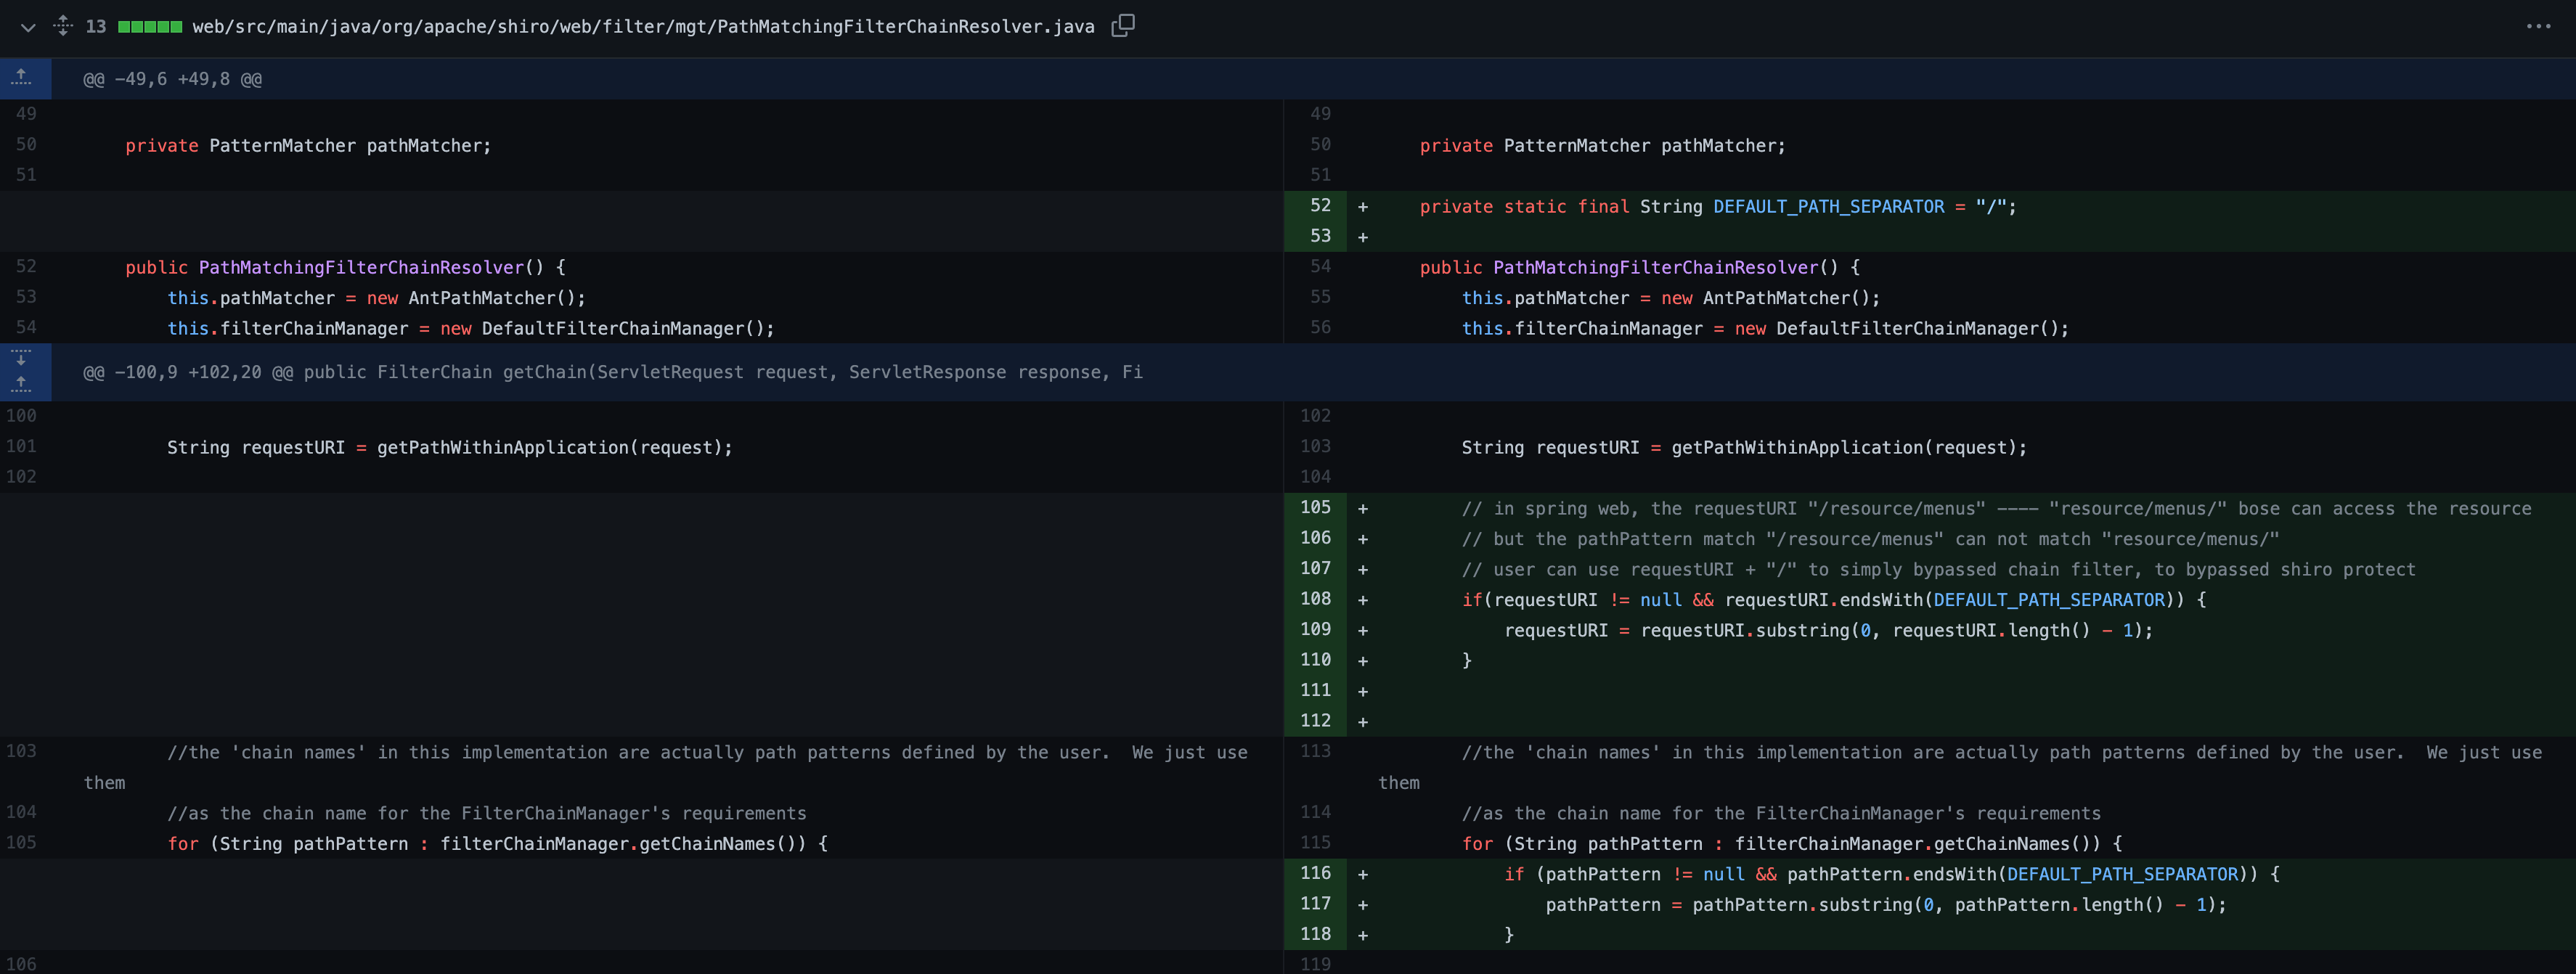 13 web/src/main/java/org/apache/shiro/web/filter/mgt/PathMatchingFilterChainResolver.java
@@ -49,6 +49,8 @@
49 49
50 private PatternMatcher pathMatcher; 50 private PatternMatcher pathMatcher;
51 51
52 + private static final String DEFAULT_PATH_SEPARATOR = "/";
53 +
52 public PathMatchingFilterChainResolver() { 54 public PathMatchingFilterChainResolver() {
53 this.pathMatcher = new AntPathMatcher(); 55 this.pathMatcher = new AntPathMatcher();
54 this.filterChainManager = new DefaultFilterChainManager(); 56 this.filterChainManager = new DefaultFilterChainManager();
@@ -100,9 +102,20 @@ public FilterChain getChain(ServletRequest request, ServletResponse response, Fi
100 102
101 String requestURI = getPathWithinApplication(request); 103 String requestURI = getPathWithinApplication(request);
102 104
105 + // in spring web, the requestURI "/resource/menus" ---- "resource/menus/" bose can access the resource
106 + // but the pathPattern match "/resource/menus" can not match "resource/menus/"
107 + // user can use requestURI + "/" to simply bypassed chain filter, to bypassed shiro protect
108 + if(requestURI != null && requestURI.endsWith(DEFAULT_PATH_SEPARATOR)) {
109 + requestURI = requestURI.substring(0, requestURI.length() - 1);
110 + }
111 +
112 +
103 //the 'chain names' in this implementation are actually path patterns defined by the user.  We just use 113 //the 'chain names' in this implementation are actually path patterns defined by the user.  We just use
them them
104 //as the chain name for the FilterChainManager's requirements 114 //as the chain name for the FilterChainManager's requirements
105 for (String pathPattern : filterChainManager.getChainNames()) { 115 for (String pathPattern : filterChainManager.getChainNames()) {
116 + if (pathPattern != null && pathPattern.endsWith(DEFAULT_PATH_SEPARATOR)) {
117 + pathPattern = pathPattern.substring(0, pathPattern.length() - 1);
118 + }
106 119